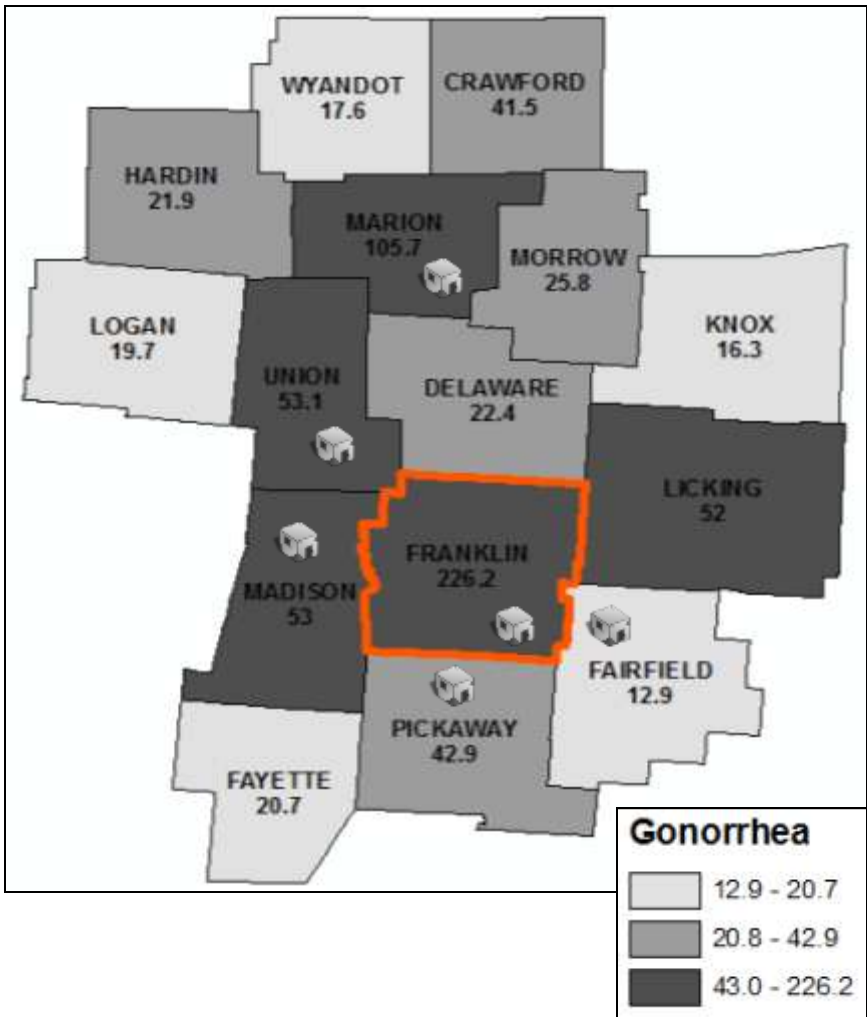 WYANDOT
17.6
CRAWFORD
41.5
HARDIN
21.9
MARION
105.7
MORROW
25.8
LOGAN
19.7
KNOX
16.3
UNION
53.1
DELAWARE
22.4
LICKING
52
FRANKLIN
226.2
MADISON
53
FAIRFIELD
12.9
PICKAWAY
42.9
FAYETTE
20.7
Gonorrhea
12.9 - 20.7
20.8 - 42.9
43.0 - 226.2